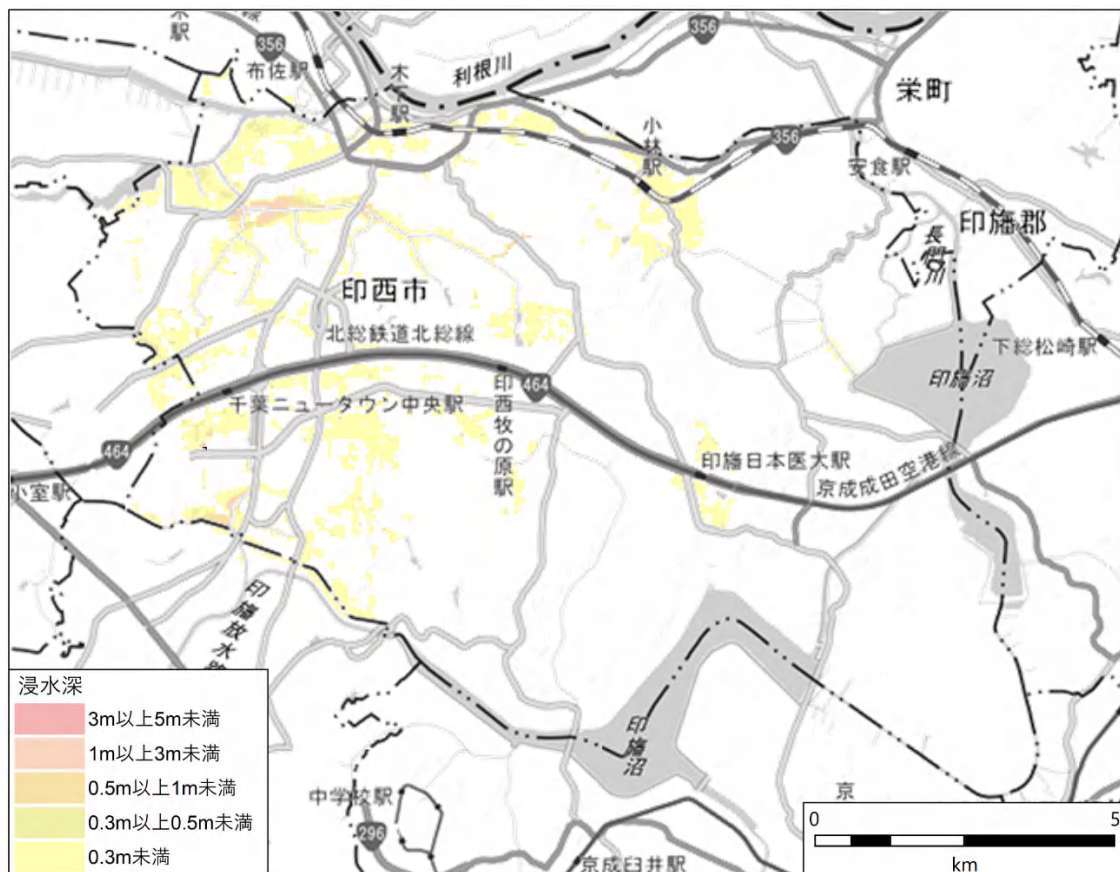 木
駅
線
356
356
布佐駅
木下駅
利根川
栄町
小林駅
356
安食駅
印旛郡
長門川
印西市
北総鉄道北総線
下総松崎駅
印旛沼
464
千葉ニュータウン中央駅
印西牧の原駅
464
印旛日本医大駅
京成成田空港線
小室駅
印旛放水路
印旛沼
浸水深
3m以上5m未満
1m以上3m未満
0.5m以上1m未満
0.3m以上0.5m未満
0.3m未満
中学校駅
296
京成臼井駅
京
0
5
km